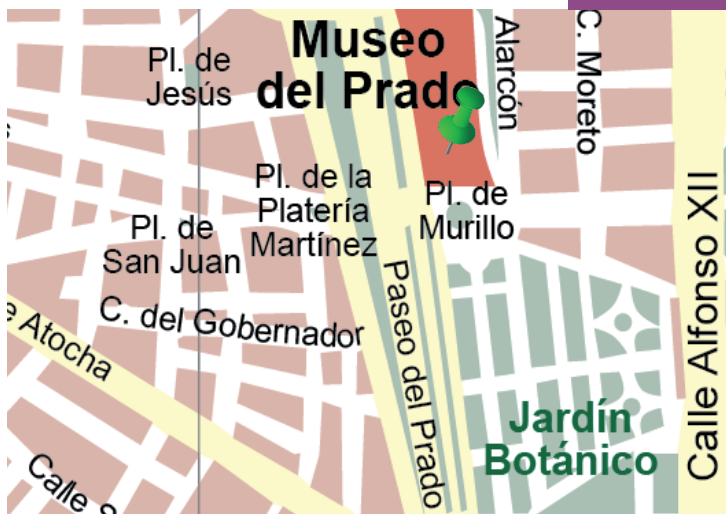 Museo
del Prado
Pl. de
Jesús
Alarcón
C. Moreto
Pl. de la
Platería
Martínez
Pl. de
Murillo
Pl. de
San Juan
Calle Alfonso XII
C. del Gobernador
Paseo del Prado
Atocha
Jardín
Botánico
Calle